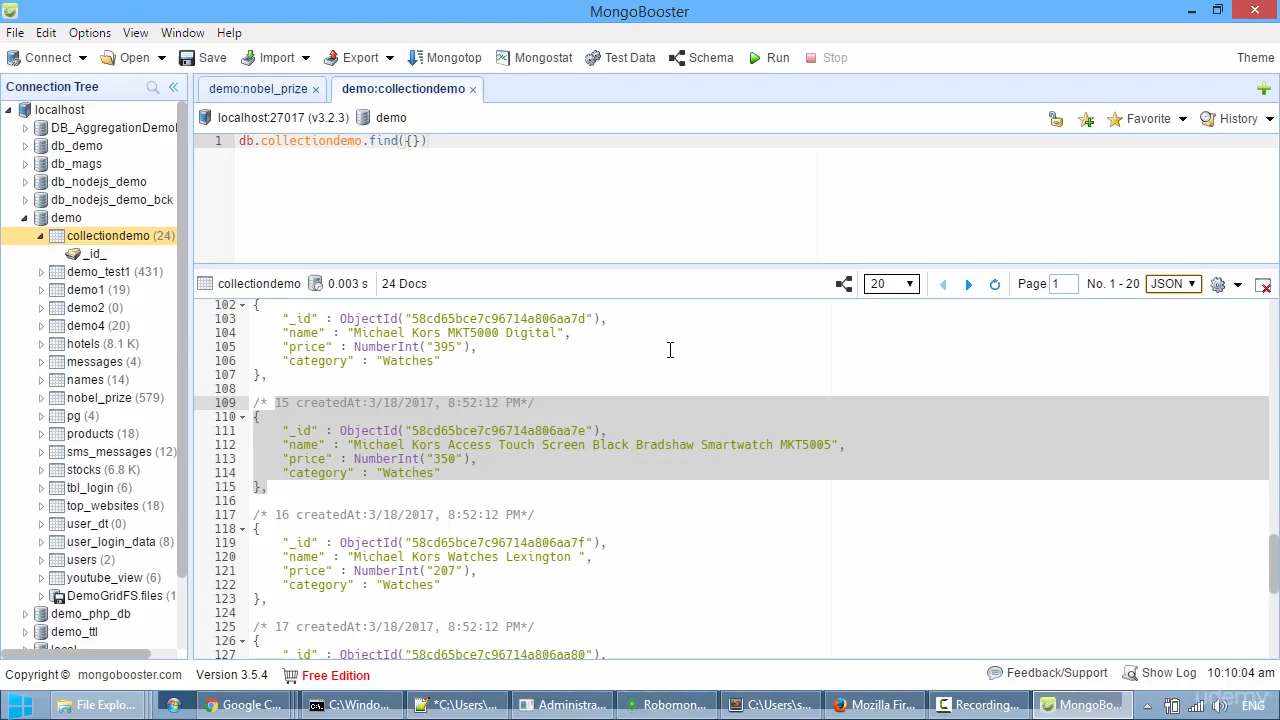 MongoBooster
File Edit Options View Window Help
Connect Open Save Import Export Mongotop Mongostat Test Data Schema Run Stop Theme
Connection Tree
localhost
DB_AggregationDemo
db_demo
db_mags
db_nodejs_demo
db_nodejs_demo_bck
demo
collectiondemo (24)
_id_
demo_test1 (431)
demo1 (19)
demo2 (0)
demo4 (20)
hotels (8.1 K)
messages (4)
names (14)
nobel_prize (579)
pg (4)
products (18)
sms_messages (12)
stocks (6.8 K)
tbl_login (6)
top_websites (18)
user_dt (0)
user_login_data (8)
users (2)
youtube_view (6)
DemoGridFS.files (1
demo_php_db
demo_ttl
demo:nobel_prize × demo:collectiondemo ×
localhost:27017 (v3.2.3) demo Favorite History
1 db.collectiondemo.find({})
collectiondemo 0.003 s 24 Docs 20 Page 1 No. 1 - 20 JSON
102 {
103 "_id" : ObjectId("58cd65bce7c96714a806aa7d"),
104 "name" : "Michael Kors MKT5000 Digital",
105 "price" : NumberInt("395"),
106 "category" : "Watches"
107 },
108
109 /* 15 createdAt:3/18/2017, 8:52:12 PM*/
110 {
111 "_id" : ObjectId("58cd65bce7c96714a806aa7e"),
112 "name" : "Michael Kors Access Touch Screen Black Bradshaw Smartwatch MKT5005",
113 "price" : NumberInt("350"),
114 "category" : "Watches"
115 },
116
117 /* 16 createdAt:3/18/2017, 8:52:12 PM*/
118 {
119 "_id" : ObjectId("58cd65bce7c96714a806aa7f"),
120 "name" : "Michael Kors Watches Lexington ",
121 "price" : NumberInt("207"),
122 "category" : "Watches"
123 },
124
125 /* 17 createdAt:3/18/2017, 8:52:12 PM*/
126 {
127 "_id" : ObjectId("58cd65bce7c96714a806aa80"),
Copyright © mongobooster.com Version 3.5.4 Free Edition Feedback/Support Show Log 10:10:04 am
File Explo... Google C... C:\Windo... *C:\Users\... Administra... Robomon... C:\Users\s... Mozilla Fir... Recording... MongoBo... ENG
udemy